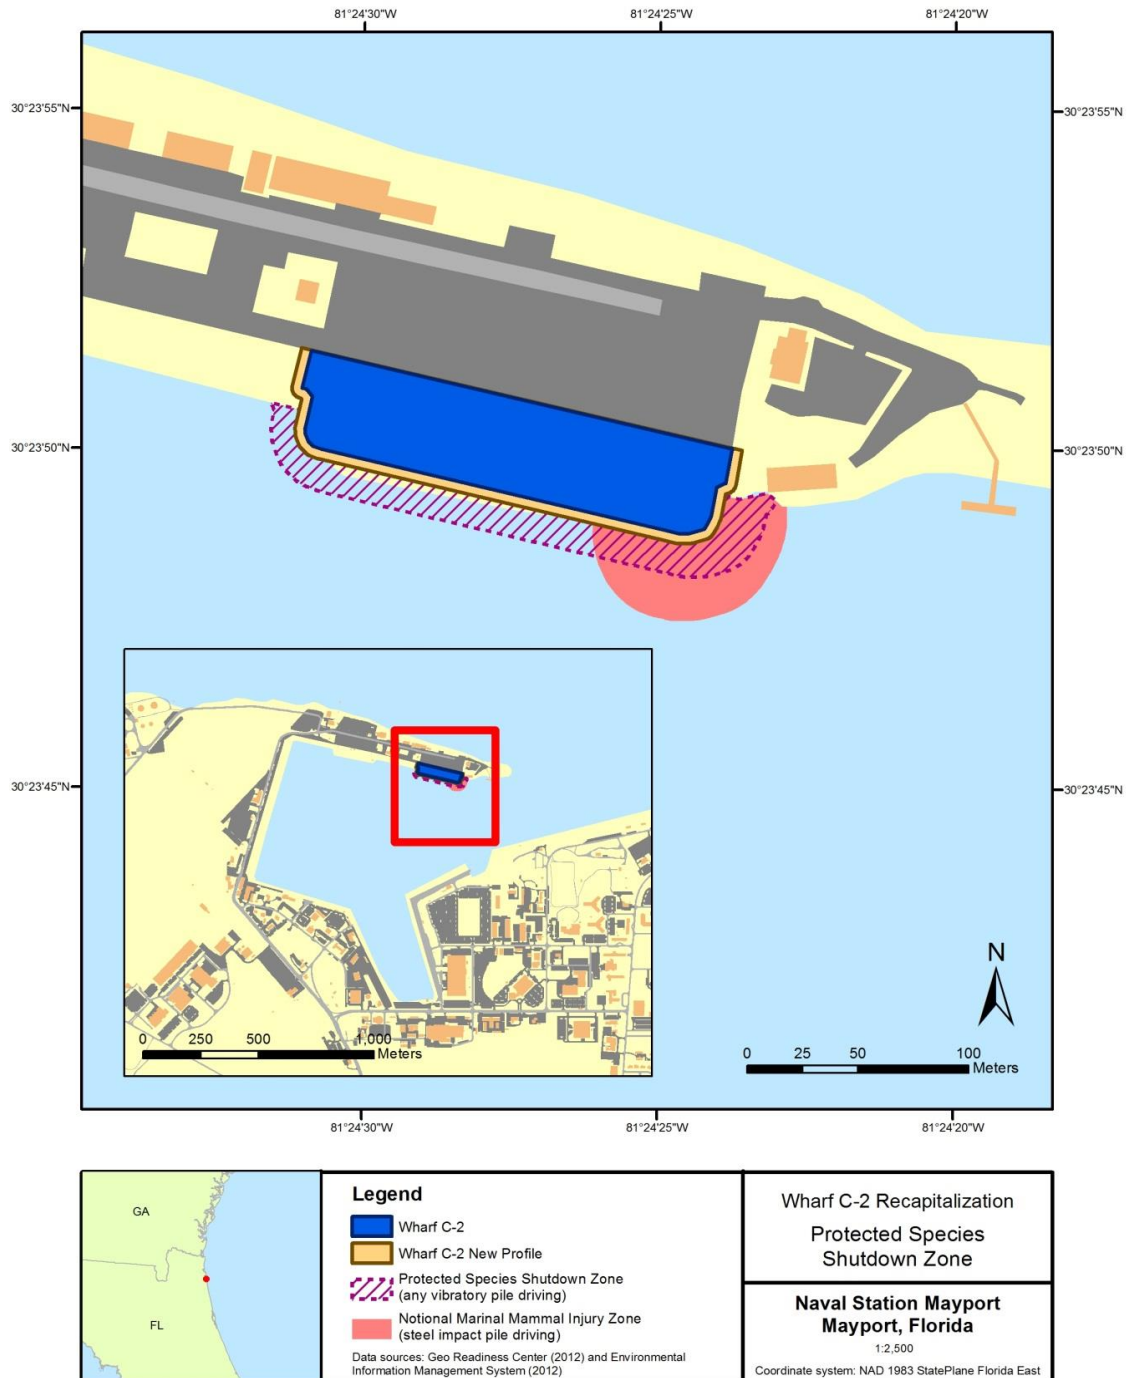 81°24'30"W
81°24'25"W
81°24'20"W
30°23'55"N
30°23'55"N
30°23'50"N
30°23'50"N
30°23'45"N
30°23'45"N
N
0 250 500 1,000
Meters
0 25 50 100
Meters
81°24'30"W
81°24'25"W
81°24'20"W
GA
FL
Legend
Wharf C-2
Wharf C-2 New Profile
Protected Species Shutdown Zone
(any vibratory pile driving)
Notional Marinal Mammal Injury Zone
(steel impact pile driving)
Data sources: Geo Readiness Center (2012) and Environmental
Information Management System (2012)
Wharf C-2 Recapitalization
Protected Species
Shutdown Zone
Naval Station Mayport
Mayport, Florida
1:2,500
Coordinate system: NAD 1983 StatePlane Florida East